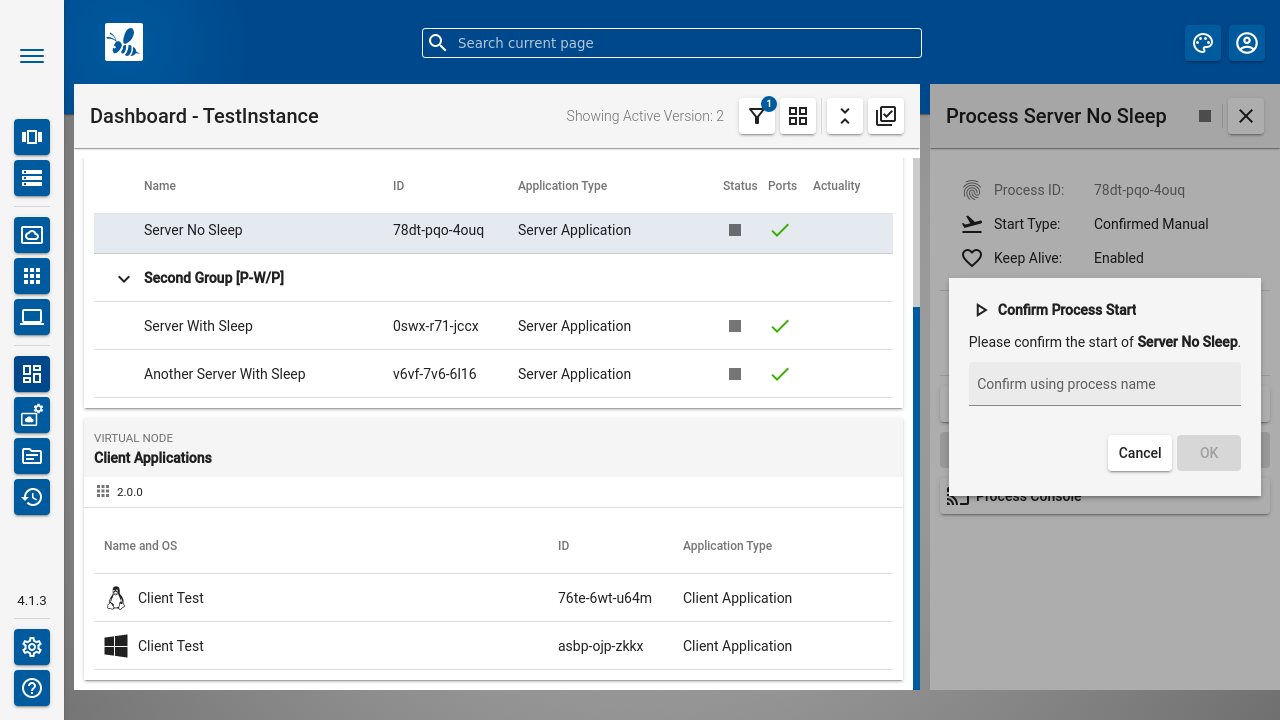 Search current page
Dashboard - TestInstance
Showing Active Version: 2
1
Name ID Application Type Status Ports Actuality
Server No Sleep 78dt-pqo-4ouq Server Application
Second Group [P-W/P]
Server With Sleep 0swx-r71-jccx Server Application
Another Server With Sleep v6vf-7v6-6l16 Server Application
VIRTUAL NODE
Client Applications
2.0.0
Name and OS ID Application Type
Client Test 76te-6wt-u64m Client Application
Client Test asbp-ojp-zkkx Client Application
4.1.3
Process Server No Sleep
Process ID: 78dt-pqo-4ouq
Start Type: Confirmed Manual
Keep Alive: Enabled
Confirm Process Start
Please confirm the start of Server No Sleep.
Confirm using process name
Cancel OK
Process Console